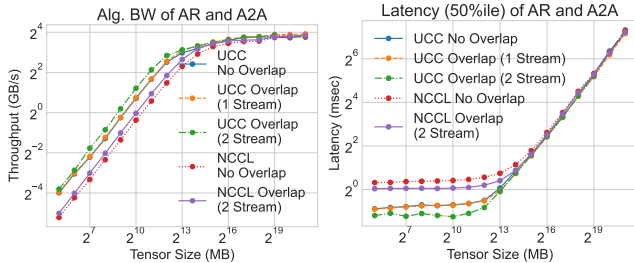 Alg. BW of AR and A2A
Throughput (GB/s)
2^4
2^2
2^0
2^-2
2^-4
UCC
No Overlap
UCC Overlap
(1 Stream)
UCC Overlap
(2 Stream)
NCCL
No Overlap
NCCL Overlap
(2 Stream)
2^7
2^10
2^13
2^16
2^19
Tensor Size (MB)
Latency (50%ile) of AR and A2A
Latency (msec)
2^6
2^4
2^2
2^0
UCC No Overlap
UCC Overlap (1 Stream)
UCC Overlap (2 Stream)
NCCL No Overlap
NCCL Overlap
(2 Stream)
2^7
2^10
2^13
2^16
2^19
Tensor Size (MB)